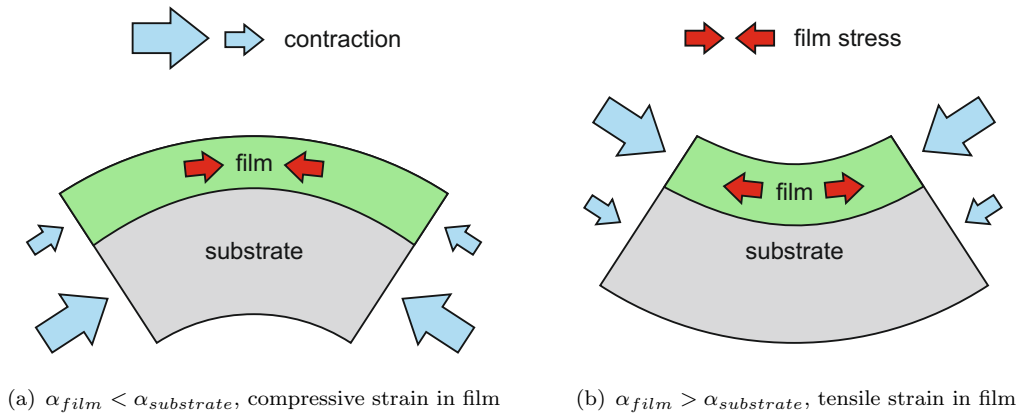 contraction
film stress
film
substrate
film
substrate
(a) α_film < α_substrate, compressive strain in film
(b) α_film > α_substrate, tensile strain in film